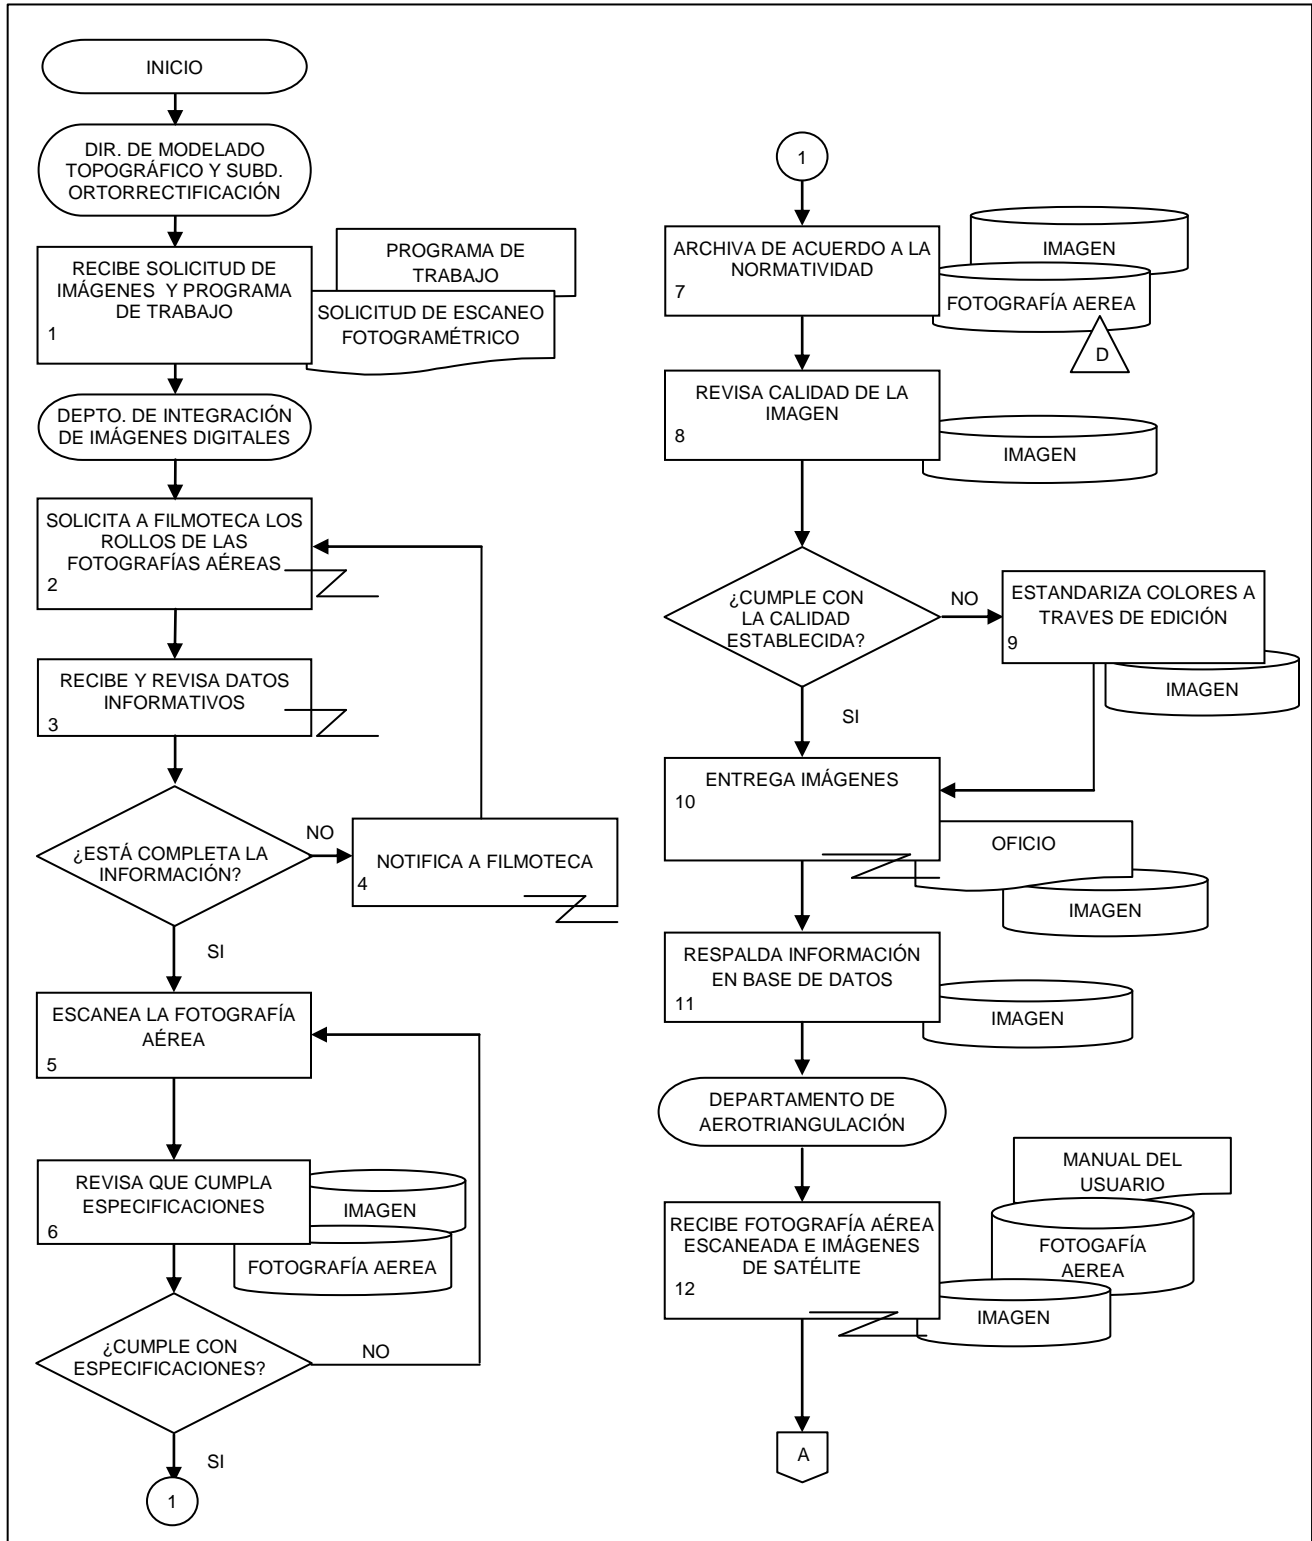 INICIO
DIR. DE MODELADO
TOPOGRÁFICO Y SUBD.
ORTORRECTIFICACIÓN
RECIBE SOLICITUD DE
IMÁGENES Y PROGRAMA
DE TRABAJO
1
PROGRAMA DE
TRABAJO
SOLICITUD DE ESCANEO
FOTOGRAMÉTRICO
DEPTO. DE INTEGRACIÓN
DE IMÁGENES DIGITALES
SOLICITA A FILMOTECA LOS
ROLLOS DE LAS
FOTOGRAFÍAS AÉREAS
2
RECIBE Y REVISA DATOS
INFORMATIVOS
3
¿ESTÁ COMPLETA LA
INFORMACIÓN?
NO
NOTIFICA A FILMOTECA
4
SI
ESCANEA LA FOTOGRAFÍA
AÉREA
5
REVISA QUE CUMPLA
ESPECIFICACIONES
6
IMAGEN
FOTOGRAFÍA AEREA
¿CUMPLE CON
ESPECIFICACIONES?
NO
SI
1
1
ARCHIVA DE ACUERDO A LA
NORMATIVIDAD
7
IMAGEN
FOTOGRAFÍA AEREA
D
REVISA CALIDAD DE LA
IMAGEN
8
IMAGEN
¿CUMPLE CON
LA CALIDAD
ESTABLECIDA?
NO
ESTANDARIZA COLORES A
TRAVES DE EDICIÓN
9
IMAGEN
SI
ENTREGA IMÁGENES
10
OFICIO
IMAGEN
RESPALDA INFORMACIÓN
EN BASE DE DATOS
11
IMAGEN
DEPARTAMENTO DE
AEROTRIANGULACIÓN
RECIBE FOTOGRAFÍA AÉREA
ESCANEADA E IMÁGENES
DE SATÉLITE
12
MANUAL DEL
USUARIO
FOTOGAFÍA
AEREA
IMAGEN
A